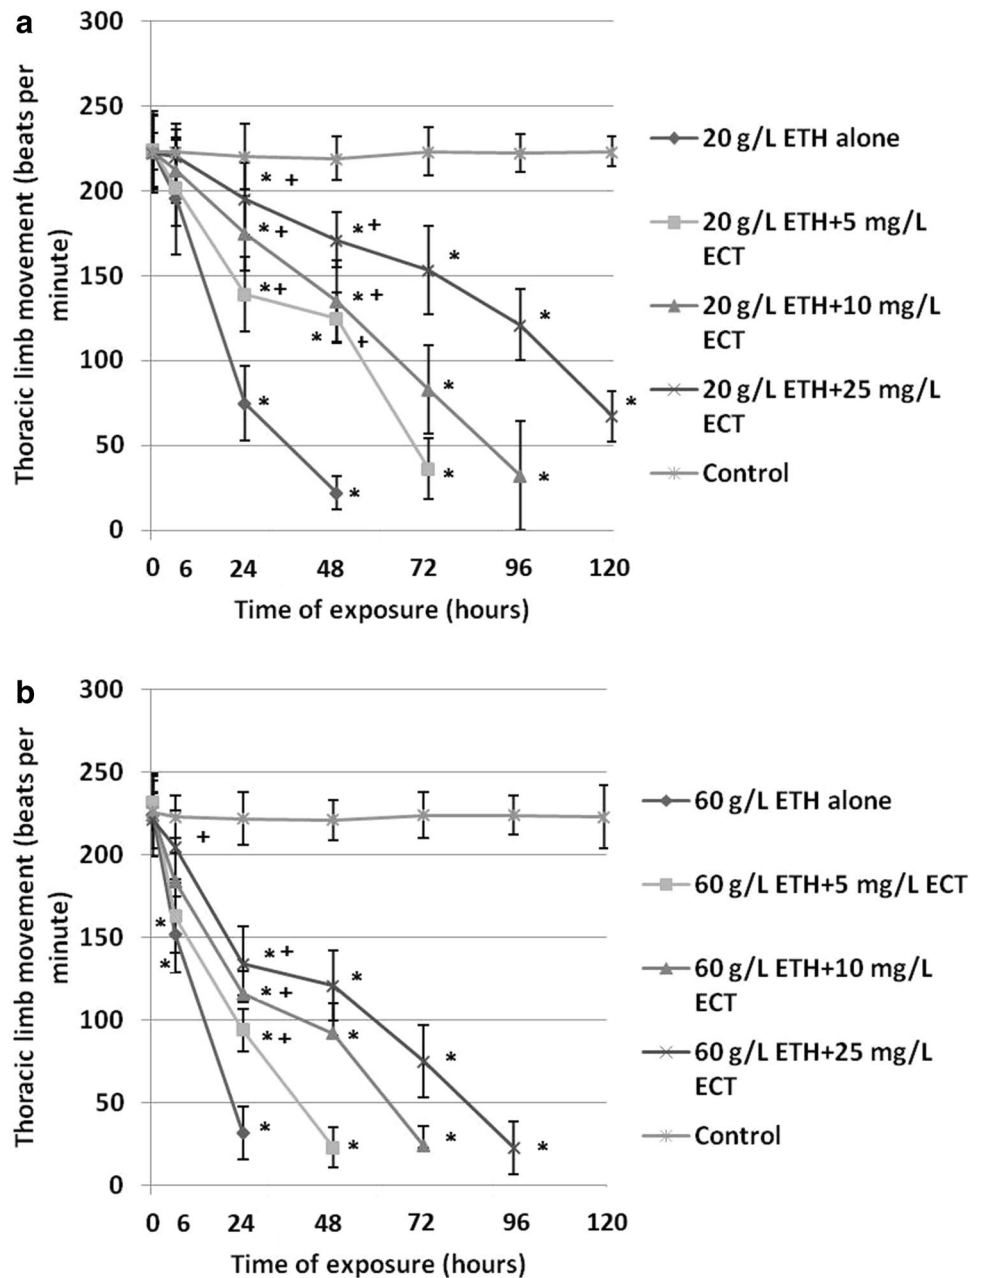 a
300
250
200
150
100
50
0
Thoracic limb movement (beats per
minute)
* +
* +
* +
*
* +
* +
* +
*
*
*
*
*
*
*
*
0 6 24 48 72 96 120
Time of exposure (hours)
20 g/L ETH alone
20 g/L ETH+5 mg/L
ECT
20 g/L ETH+10 mg/L
ECT
20 g/L ETH+25 mg/L
ECT
Control
b
300
250
200
150
100
50
0
Thoracic limb movement (beats per
minute)
+
*
*
* +
* +
* +
*
*
*
*
*
*
*
*
0 6 24 48 72 96 120
Time of exposure (hours)
60 g/L ETH alone
60 g/L ETH+5 mg/L ECT
60 g/L ETH+10 mg/L
ECT
60 g/L ETH+25 mg/L
ECT
Control